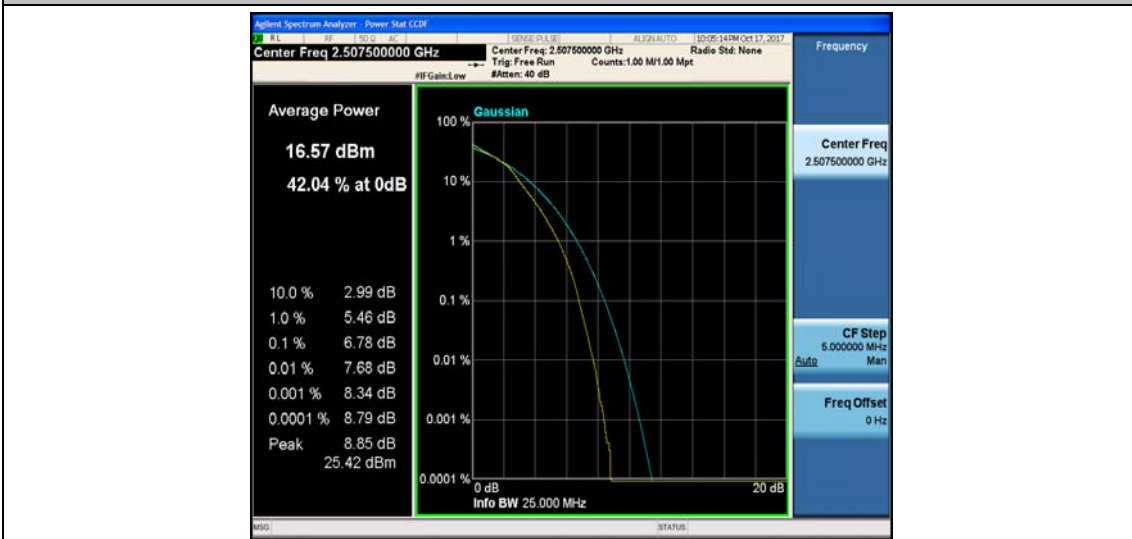 Agilent Spectrum Analyzer - Power Stat CCDF
RL RF 50 Ω AC SENSE:PULSE ALIGN AUTO 10:05:14 PM Oct 17, 2017
Center Freq 2.507500000 GHz
Center Freq: 2.507500000 GHz Radio Std: None
Trig: Free Run Counts:1.00 M/1.00 Mpt
#IFGain:Low #Atten: 40 dB
Frequency
Average Power
16.57 dBm
42.04 % at 0dB
10.0 % 2.99 dB
1.0 % 5.46 dB
0.1 % 6.78 dB
0.01 % 7.68 dB
0.001 % 8.34 dB
0.0001 % 8.79 dB
Peak 8.85 dB
25.42 dBm
Gaussian
100 %
10 %
1 %
0.1 %
0.01 %
0.001 %
0.0001 %
0 dB 20 dB
Info BW 25.000 MHz
Center Freq
2.507500000 GHz
CF Step
5.000000 MHz
Auto Man
Freq Offset
0 Hz
MSG STATUS